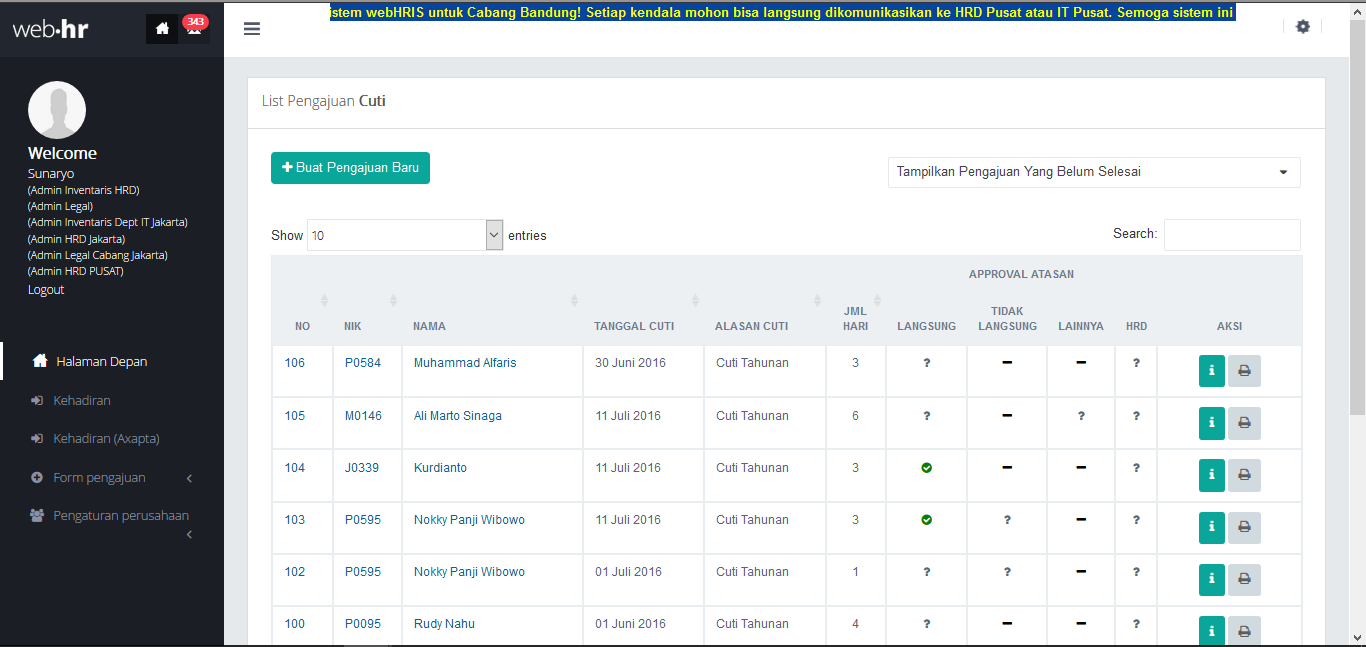 web·hr
343
istem webHRIS untuk Cabang Bandung! Setiap kendala mohon bisa langsung dikomunikasikan ke HRD Pusat atau IT Pusat. Semoga sistem ini
Welcome
Sunaryo
(Admin Inventaris HRD)
(Admin Legal)
(Admin Inventaris Dept IT Jakarta)
(Admin HRD Jakarta)
(Admin Legal Cabang Jakarta)
(Admin HRD PUSAT)
Logout
Halaman Depan
Kehadiran
Kehadiran (Axapta)
Form pengajuan
Pengaturan perusahaan
List Pengajuan Cuti
Buat Pengajuan Baru
Tampilkan Pengajuan Yang Belum Selesai
Show 10 entries
Search:
APPROVAL ATASAN
NO NIK NAMA TANGGAL CUTI ALASAN CUTI JML HARI LANGSUNG TIDAK LANGSUNG LAINNYA HRD AKSI
106 P0584 Muhammad Alfaris 30 Juni 2016 Cuti Tahunan 3 ? – – ? i
105 M0146 Ali Marto Sinaga 11 Juli 2016 Cuti Tahunan 6 ? – ? ? i
104 J0339 Kurdianto 11 Juli 2016 Cuti Tahunan 3 – – ? i
103 P0595 Nokky Panji Wibowo 11 Juli 2016 Cuti Tahunan 3 ? – ? i
102 P0595 Nokky Panji Wibowo 01 Juli 2016 Cuti Tahunan 1 ? ? – ? i
100 P0095 Rudy Nahu 01 Juni 2016 Cuti Tahunan 4 ? – – ? i